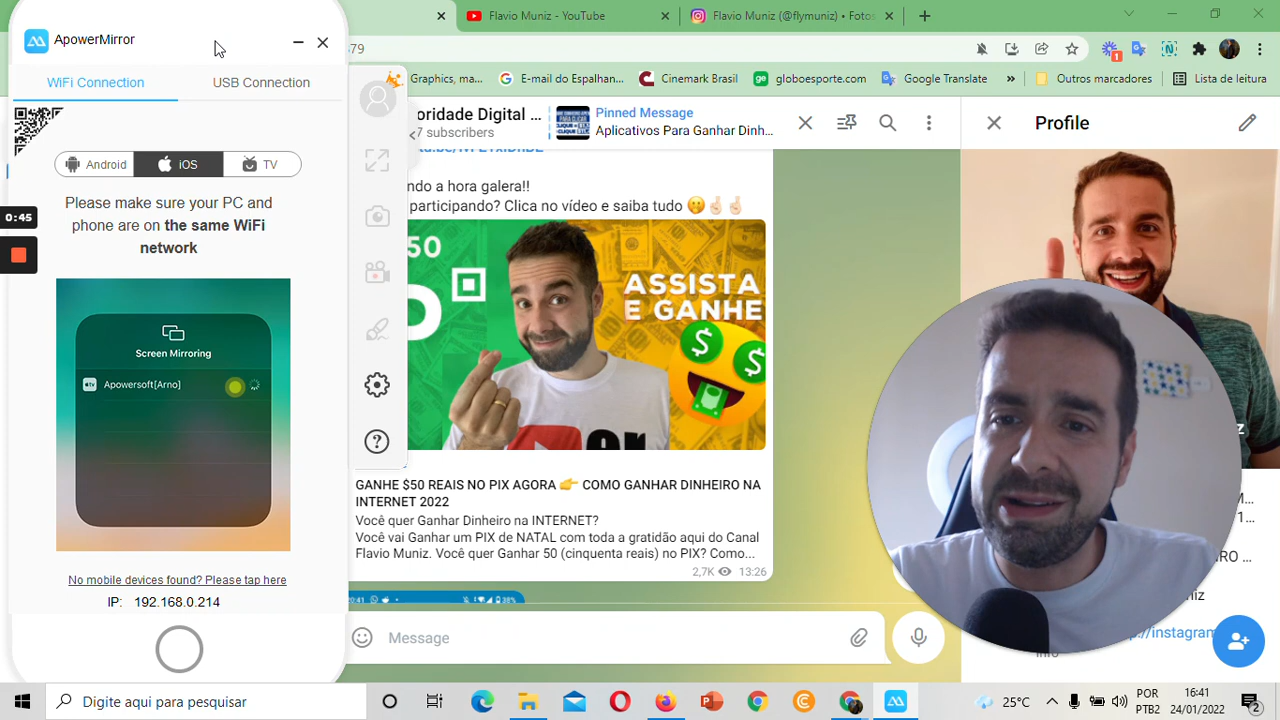 Flavio Muniz - YouTube
Flavio Muniz (@flymuniz) • Fotos
ApowerMirror
79
WiFi Connection
USB Connection
Graphics, mu...
E-mail do Espalhan...
Cinemark Brasil
globoesporte.com
Google Translate
»
Outros marcadores
Lista de leitura
oridade Digital ...
7 subscribers
Pinned Message
Aplicativos Para Ganhar Dinh...
Profile
Android
iOS
TV
Please make sure your PC and
phone are on the same WiFi
network
0:45
ndo a hora galera!!
participando? Clica no vídeo e saiba tudo
50
ASSISTA
E GANHE
Screen Mirroring
Apowersoft[Arno]
GANHE $50 REAIS NO PIX AGORA 👉 COMO GANHAR DINHEIRO NA
INTERNET 2022
Você quer Ganhar Dinheiro na INTERNET?
Você vai Ganhar um PIX de NATAL com toda a gratidão aqui do Canal
Flavio Muniz. Você quer Ganhar 50 (cinquenta reais) no PIX? Como...
2,7K 13:26
No mobile devices found? Please tap here
IP: 192.168.0.214
20:41
38%
Message
Digite aqui para pesquisar
25°C
POR
PTB2
16:41
24/01/2022
2